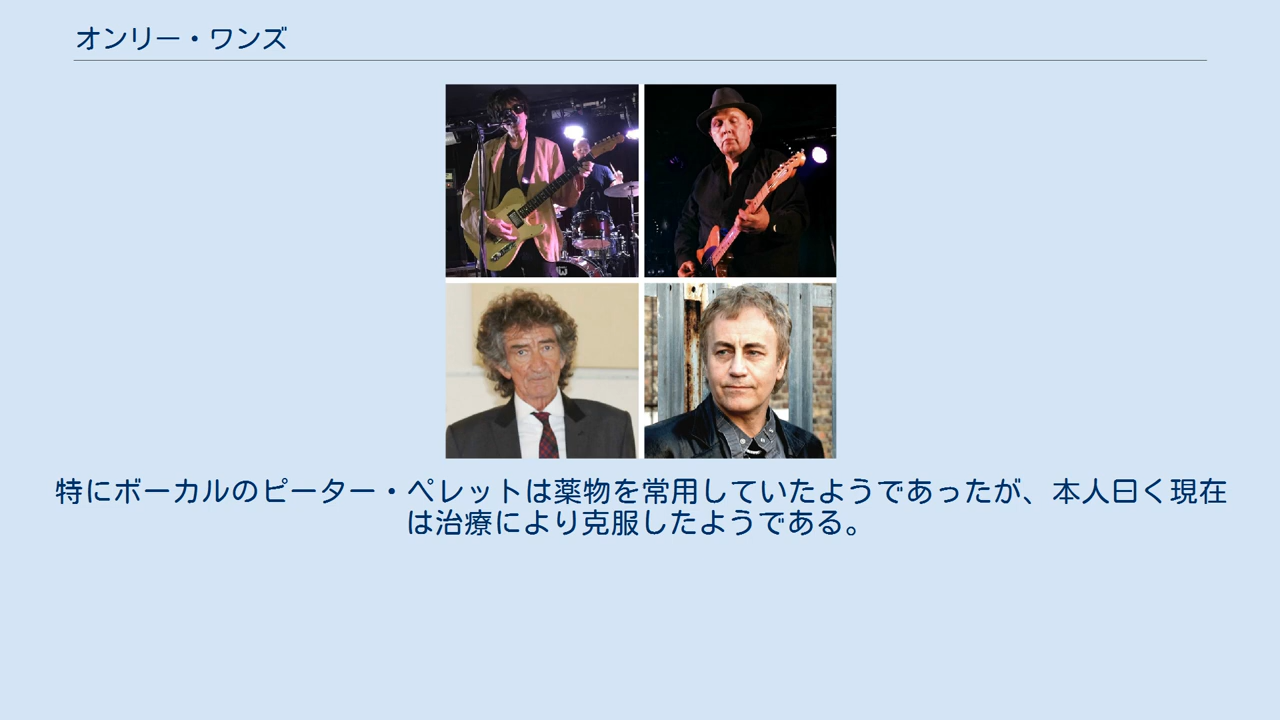 オンリー・ワンズ
特にボーカルのピーター・ペレットは薬物を常用していたようであったが、本人曰く現在
は治療により克服したようである。